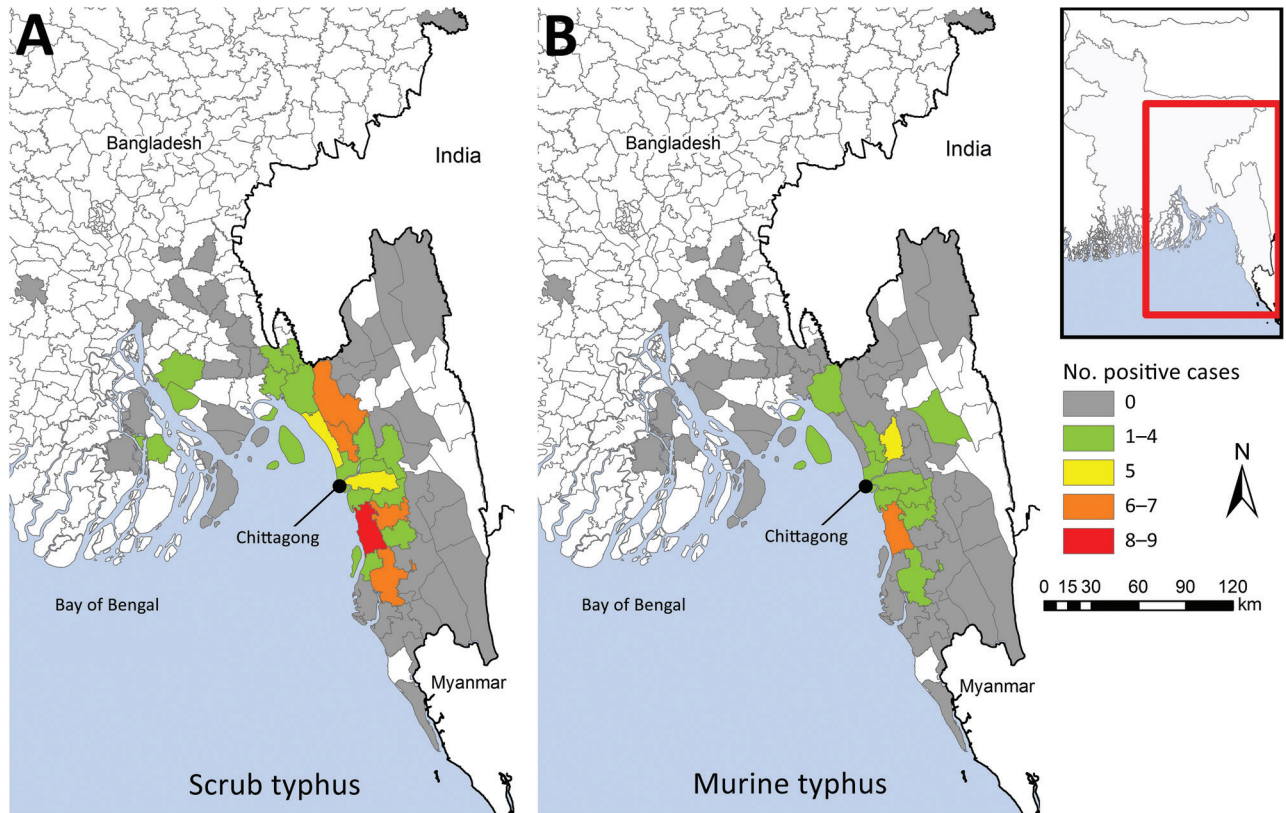 A
Bangladesh
India
Chittagong
Bay of Bengal
Myanmar
Scrub typhus
B
Bangladesh
India
Chittagong
Bay of Bengal
Myanmar
Murine typhus
No. positive cases
0
1–4
5
6–7
8–9
N
0 15 30 60 90 120
km